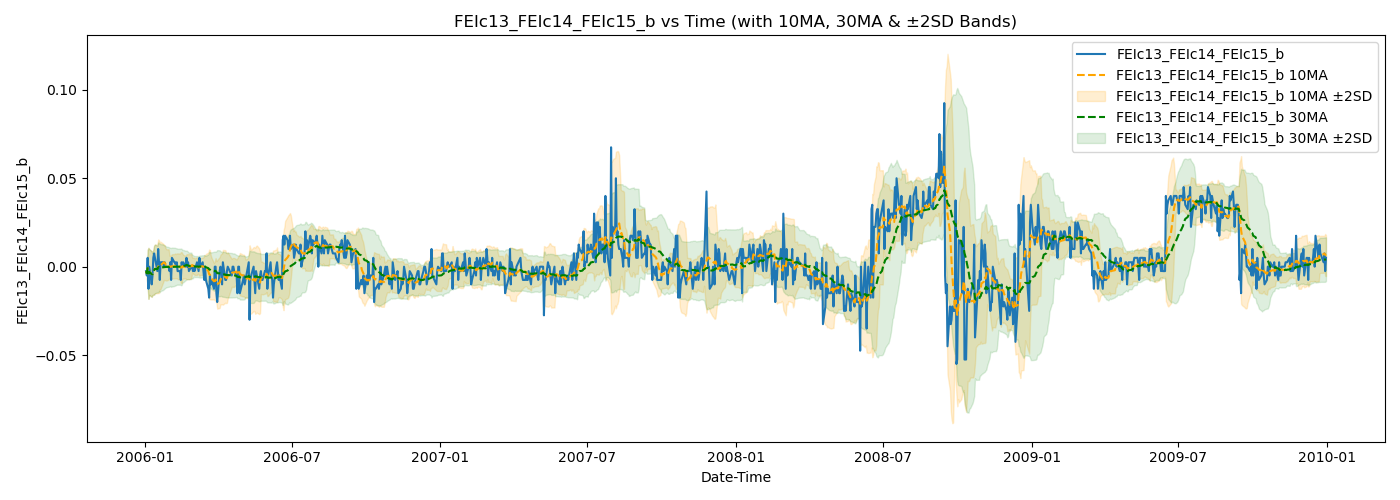 FEIc13_FEIc14_FEIc15_b vs Time (with 10MA, 30MA & ±2SD Bands)
FEIc13_FEIc14_FEIc15_b
FEIc13_FEIc14_FEIc15_b 10MA
FEIc13_FEIc14_FEIc15_b 10MA ±2SD
FEIc13_FEIc14_FEIc15_b 30MA
FEIc13_FEIc14_FEIc15_b 30MA ±2SD
FEIc13_FEIc14_FEIc15_b
0.10
0.05
0.00
−0.05
2006-01 2006-07 2007-01 2007-07 2008-01 2008-07 2009-01 2009-07 2010-01
Date-Time